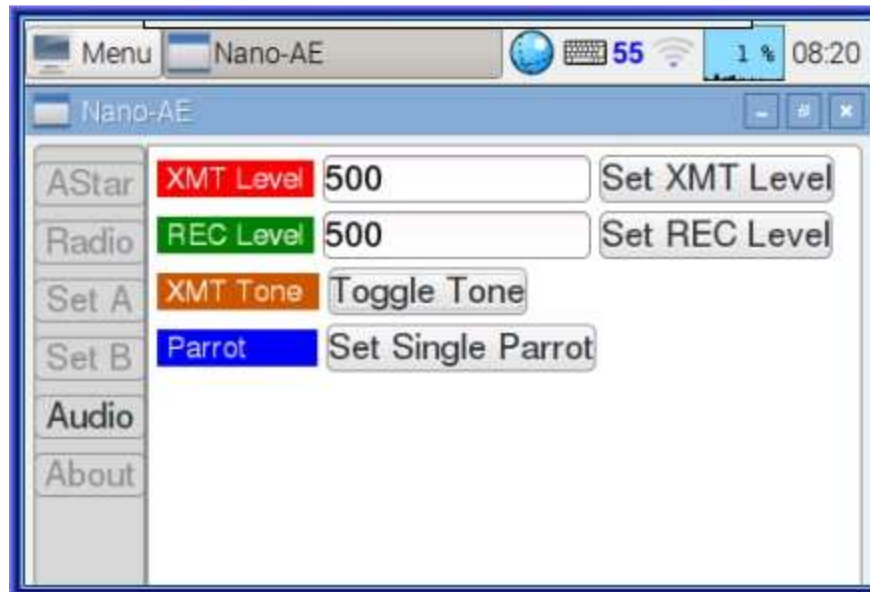 Menu Nano-AE 55 1 % 08:20
Nano-AE
AStar XMT Level 500 Set XMT Level
Radio REC Level 500 Set REC Level
Set A XMT Tone Toggle Tone
Set B Parrot Set Single Parrot
Audio
About